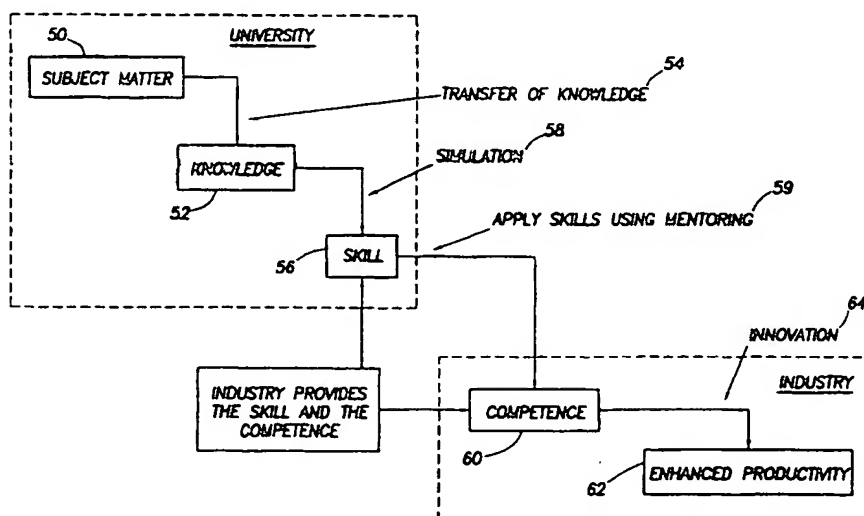 50
UNIVERSITY
SUBJECT MATTER
54
TRANSFER OF KNOWLEDGE
58
KNOWLEDGE
SIMULATION
52
59
APPLY SKILLS USING MENTORING
56
SKILL
64
INNOVATION
INDUSTRY
INDUSTRY PROVIDES
THE SKILL AND THE
COMPETENCE
COMPETENCE
60
62
ENHANCED PRODUCTIVITY